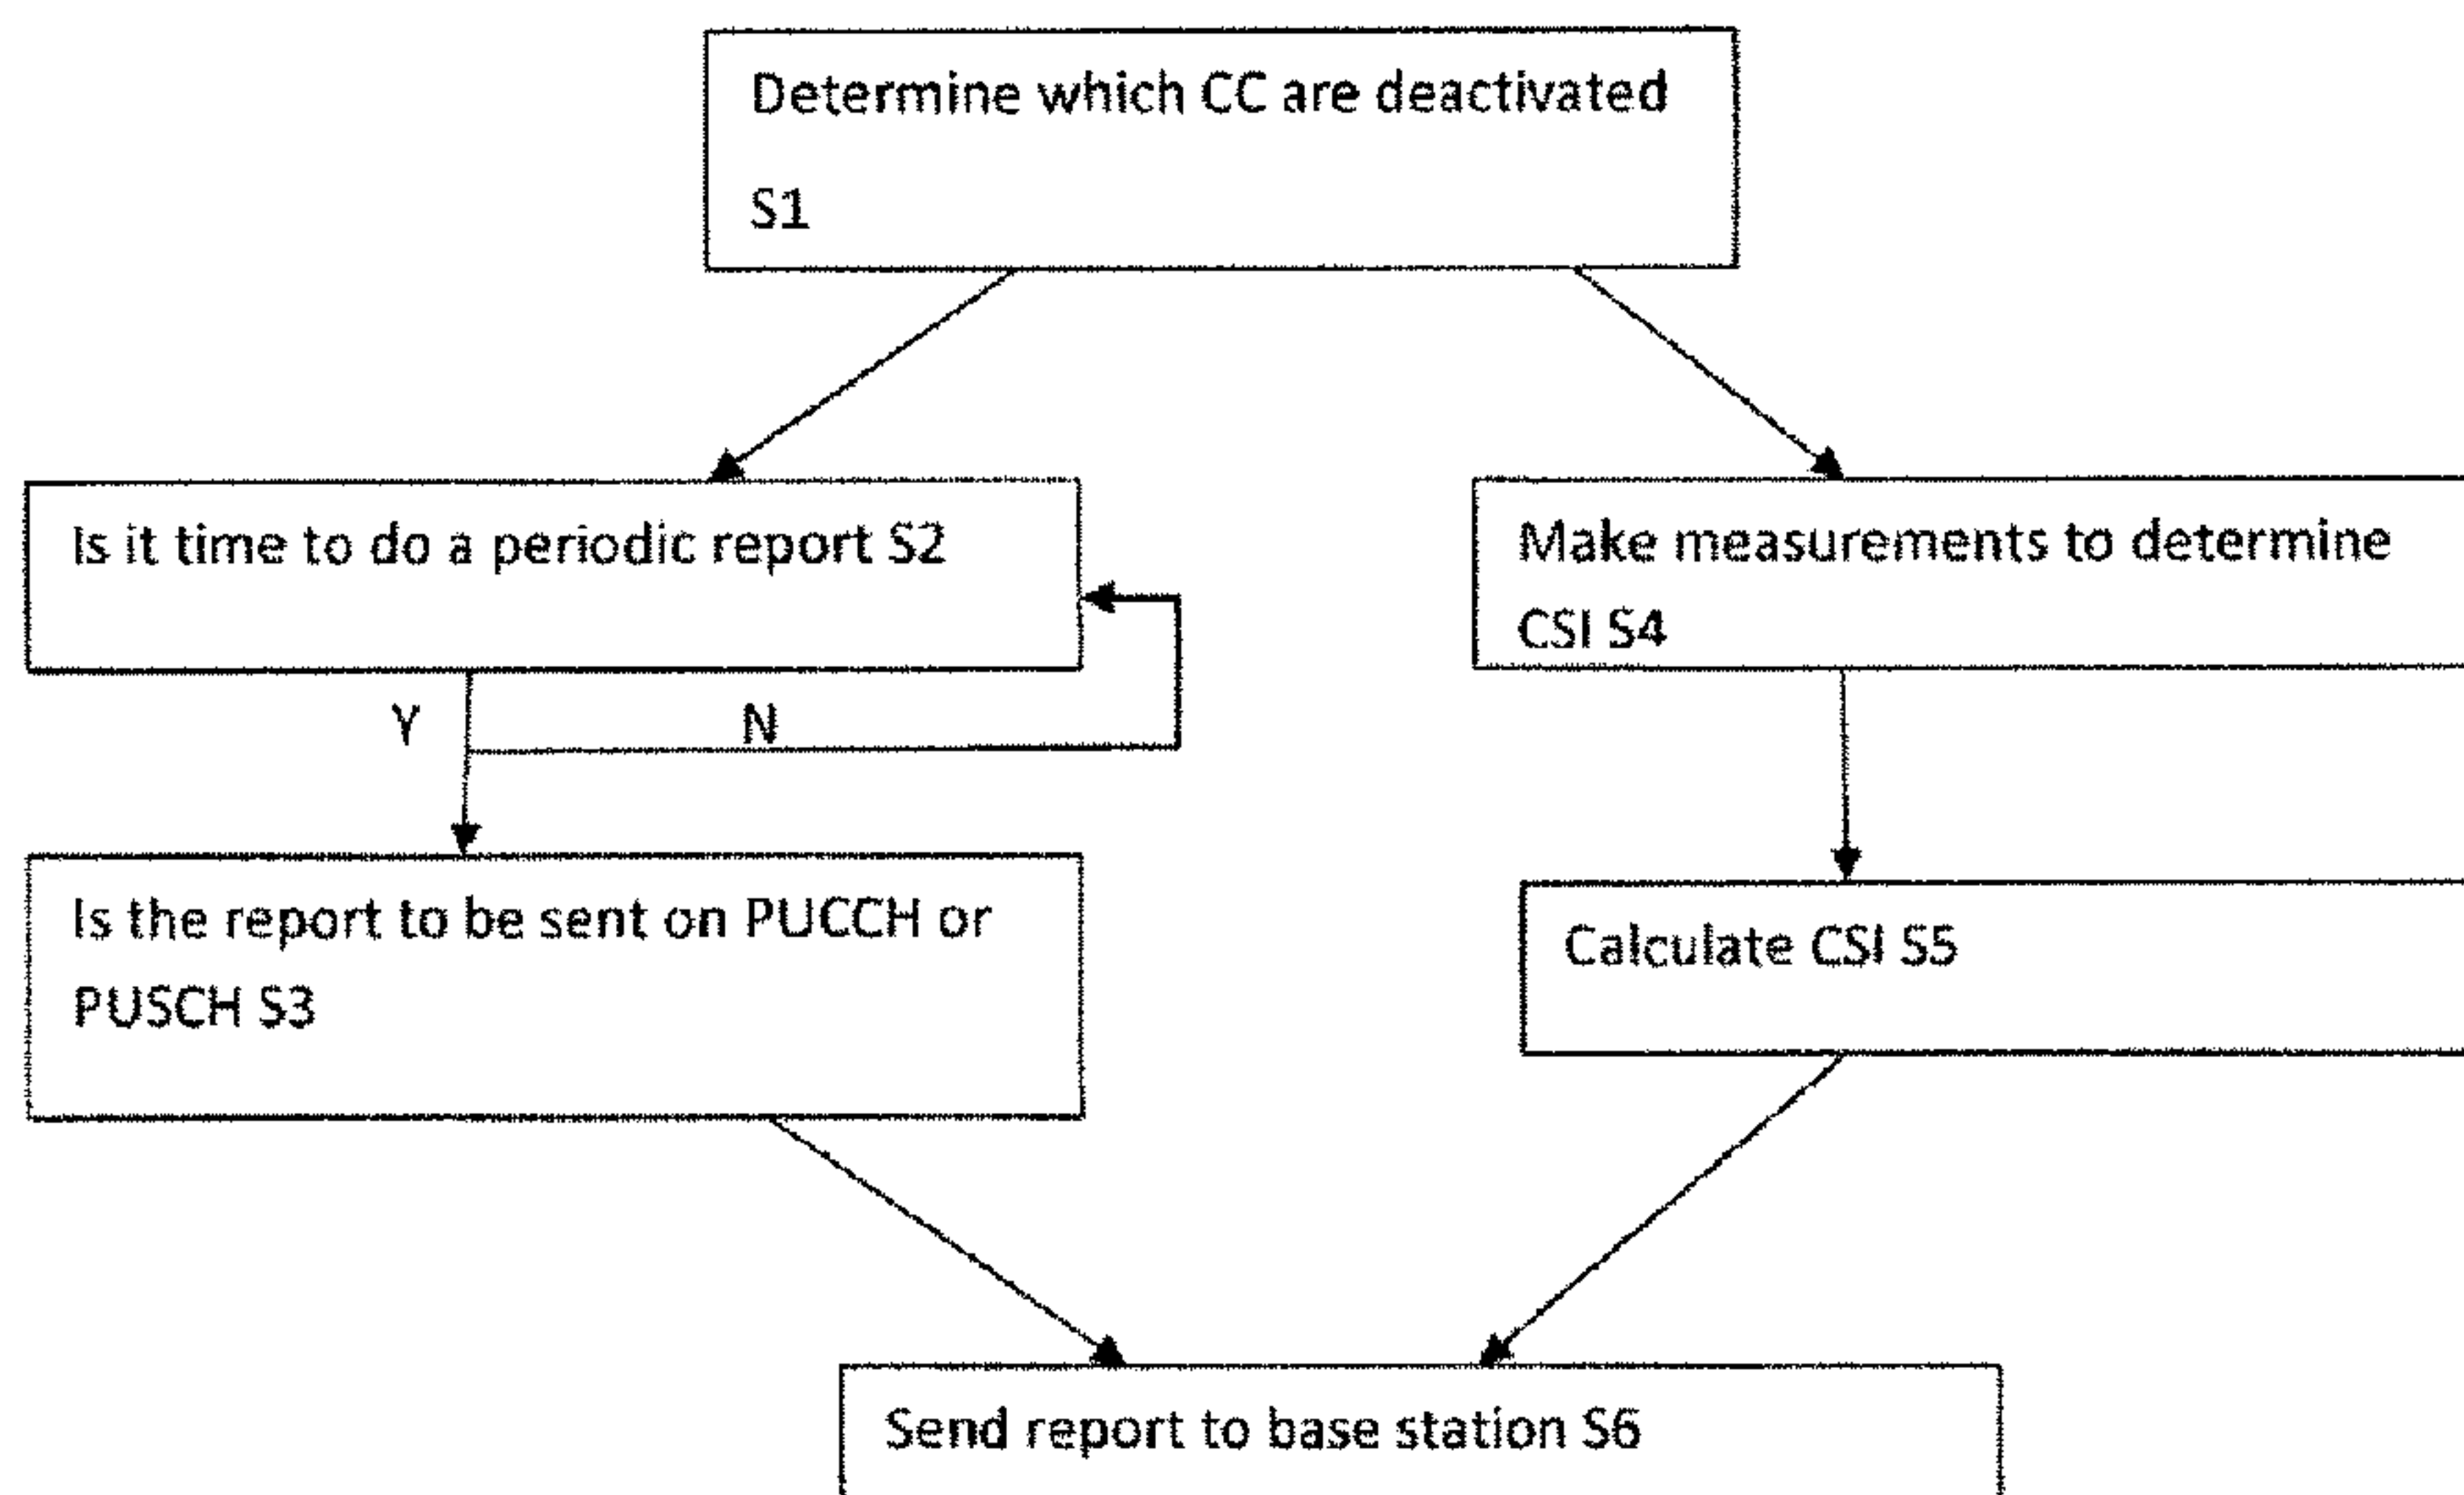 Determine which CC are deactivated
S1
Is it time to do a periodic report S2
Make measurements to determine
CSI S4
Y
N
Is the report to be sent on PUCCH or
PUSCH S3
Calculate CSI S5
Send report to base station S6